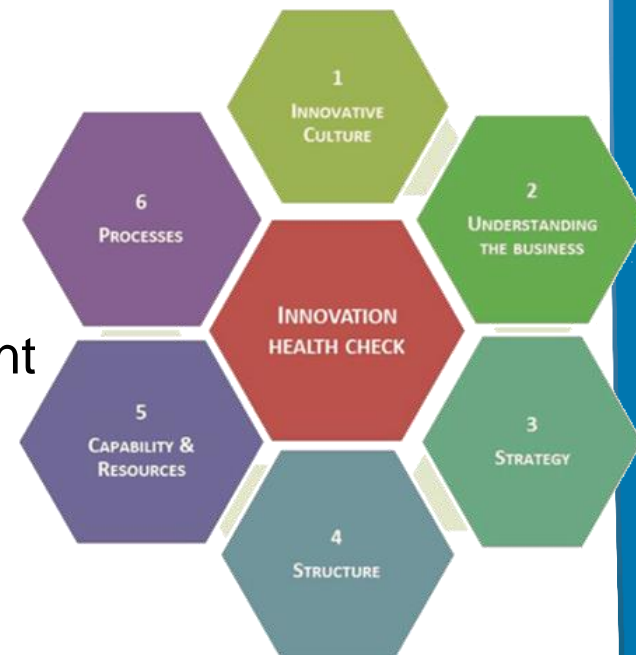 1
INNOVATIVE
CULTURE
2
UNDERSTANDING
THE BUSINESS
3
STRATEGY
4
STRUCTURE
5
CAPABILITY &
RESOURCES
6
PROCESSES
INNOVATION
HEALTH CHECK
nt